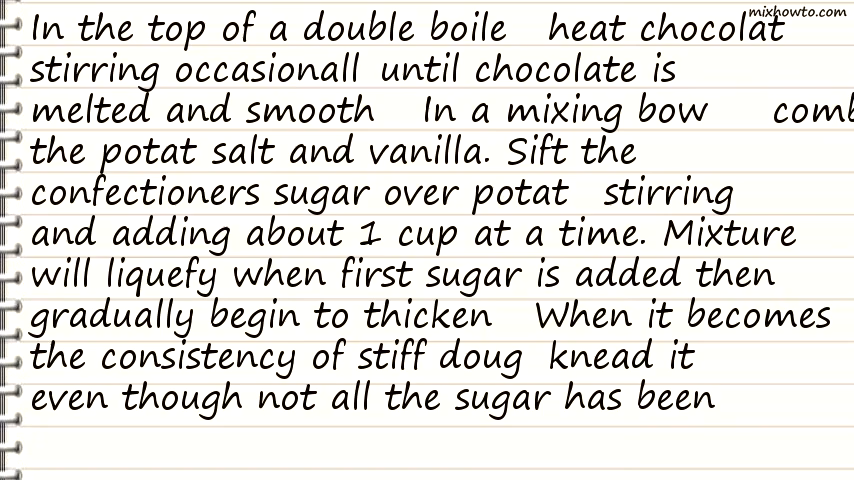 mixhowto.com
In the top of a double boile heat chocolat
stirring occasionall until chocolate is
melted and smooth In a mixing bow comb
the potat salt and vanilla. Sift the
confectioners sugar over potat stirring
and adding about 1 cup at a time. Mixture
will liquefy when first sugar is added then
gradually begin to thicken When it becomes
the consistency of stiff doug knead it
even though not all the sugar has been